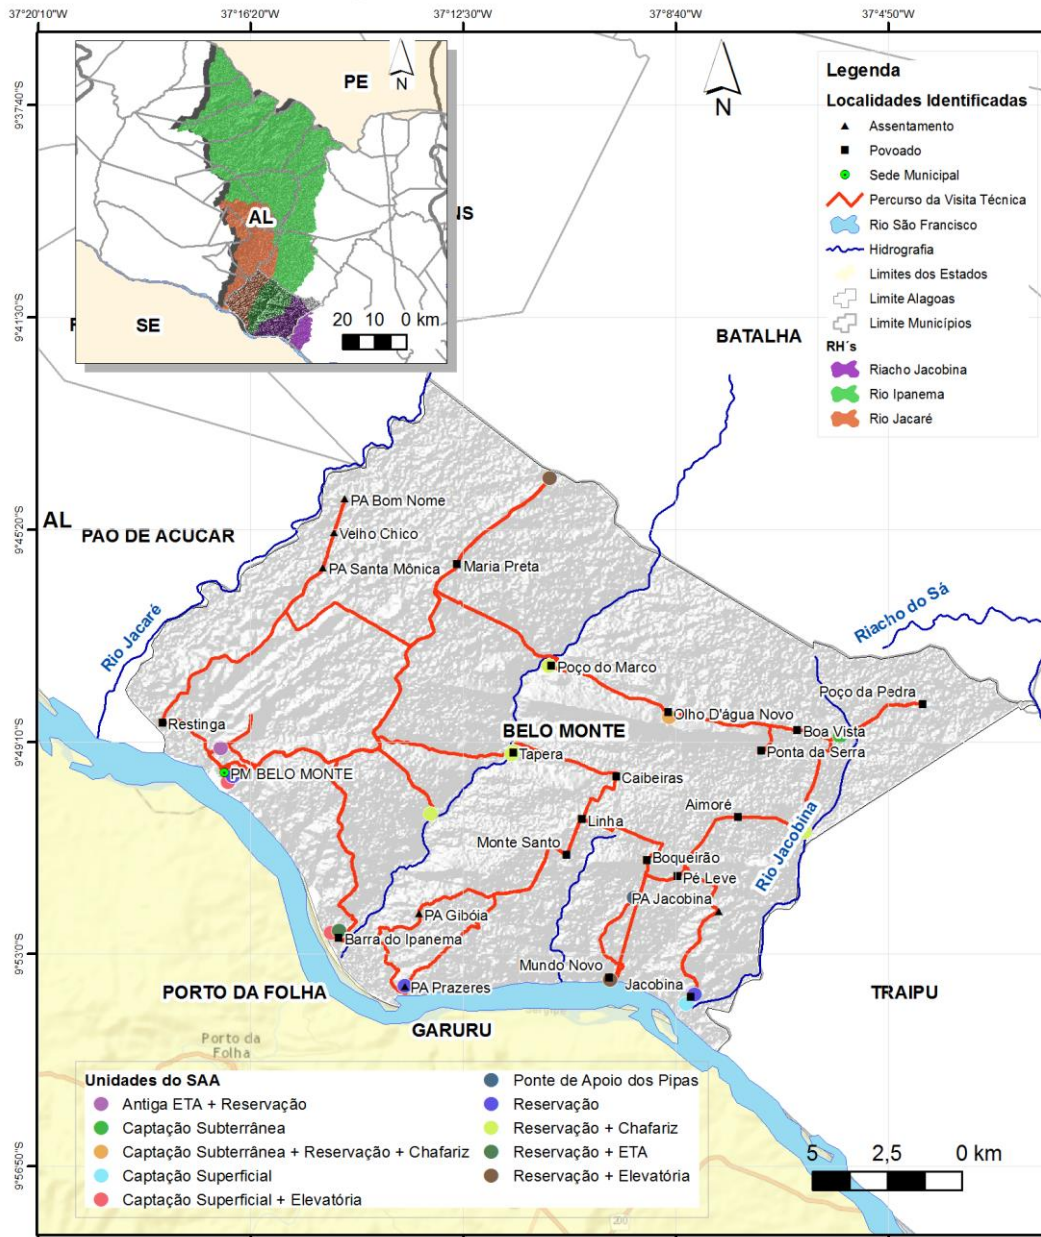 37°20'10"W
37°16'20"W
37°12'30"W
37°8'40"W
37°4'50"W
9°37'40"S
9°41'30"S
9°45'20"S
9°49'10"S
9°53'0"S
9°56'50"S
PE
N
AL
SE
20 10 0 km
NS
N
Legenda
Localidades Identificadas
Assentamento
Povoado
Sede Municipal
Percurso da Visita Técnica
Rio São Francisco
Hidrografia
Limites dos Estados
Limite Alagoas
Limite Municípios
RH´s
Riacho Jacobina
Rio Ipanema
Rio Jacaré
BATALHA
AL
PAO DE ACUCAR
PA Bom Nome
Velho Chico
PA Santa Mônica
Maria Preta
Rio Jacaré
Riacho do Sá
Poço do Marco
Poço da Pedra
Restinga
Olho D'água Novo
BELO MONTE
Boa Vista
Tapera
Ponta da Serra
PM BELO MONTE
Caibeiras
Aimoré
Linha
Monte Santo
Boqueirão
Rio Jacobina
Pé Leve
PA Jacobina
PA Gibóia
Barra do Ipanema
Mundo Novo
Jacobina
PA Prazeres
PORTO DA FOLHA
TRAIPU
GARURU
Porto da
Folha
Unidades do SAA
Antiga ETA + Reservação
Captação Subterrânea
Captação Subterrânea + Reservação + Chafariz
Captação Superficial
Captação Superficial + Elevatória
Ponte de Apoio dos Pipas
Reservação
Reservação + Chafariz
Reservação + ETA
Reservação + Elevatória
5 2,5 0 km
200